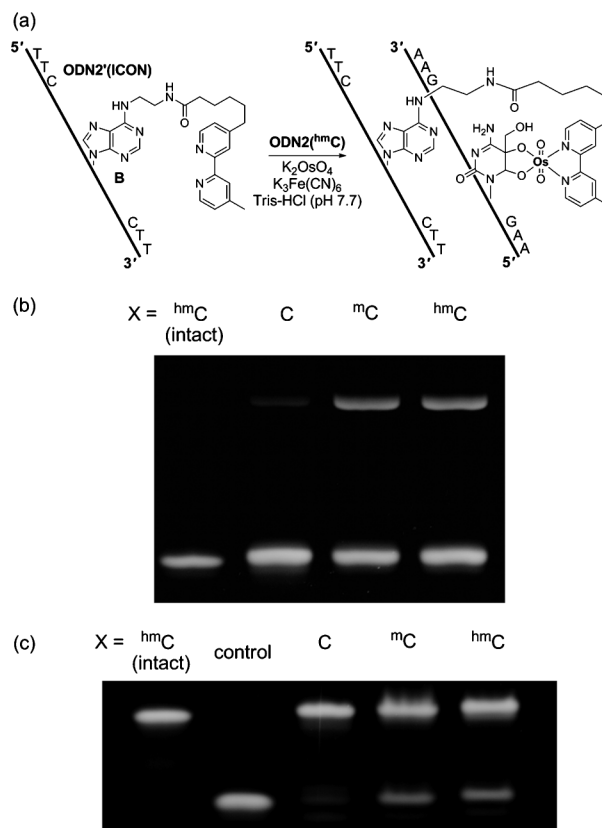 (a)
5′ T T C ODN2'(ICON)
HN
H N
O
N N N N
B
N N
C T T 3′
ODN2(hmC)
K2OsO4
K3Fe(CN)6
Tris-HCl (pH 7.7)
5′ T T C
3′ A A G
HN
H N
O
N N N N
NH2 OH
N O O Os N
O N O O N
C T T 3′
G A A 5′
(b)
X = hmC (intact) C mC hmC
(c)
X = hmC (intact) control C mC hmC